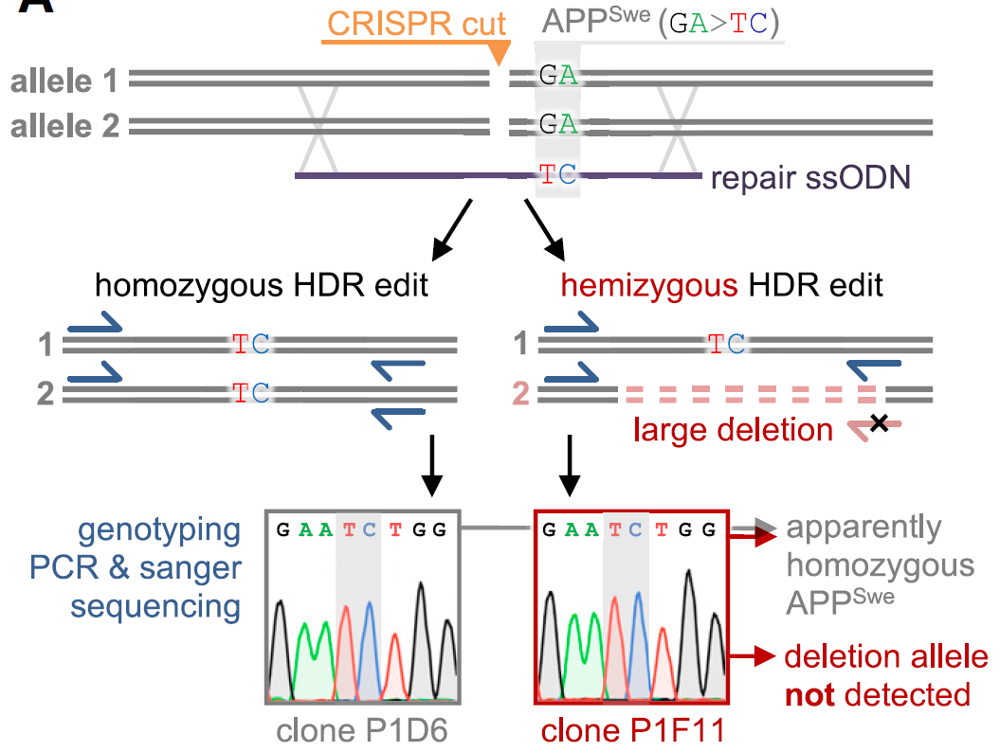 A
CRISPR cut
APPSwe (GA>TC)
allele 1
GA
allele 2
GA
TC
repair ssODN
homozygous HDR edit
hemizygous HDR edit
1
TC
1
TC
2
TC
2
large deletion
genotyping
PCR & sanger
sequencing
G A A T C T G G
G A A T C T G G
apparently
homozygous
APPSwe
deletion allele
not detected
clone P1D6
clone P1F11